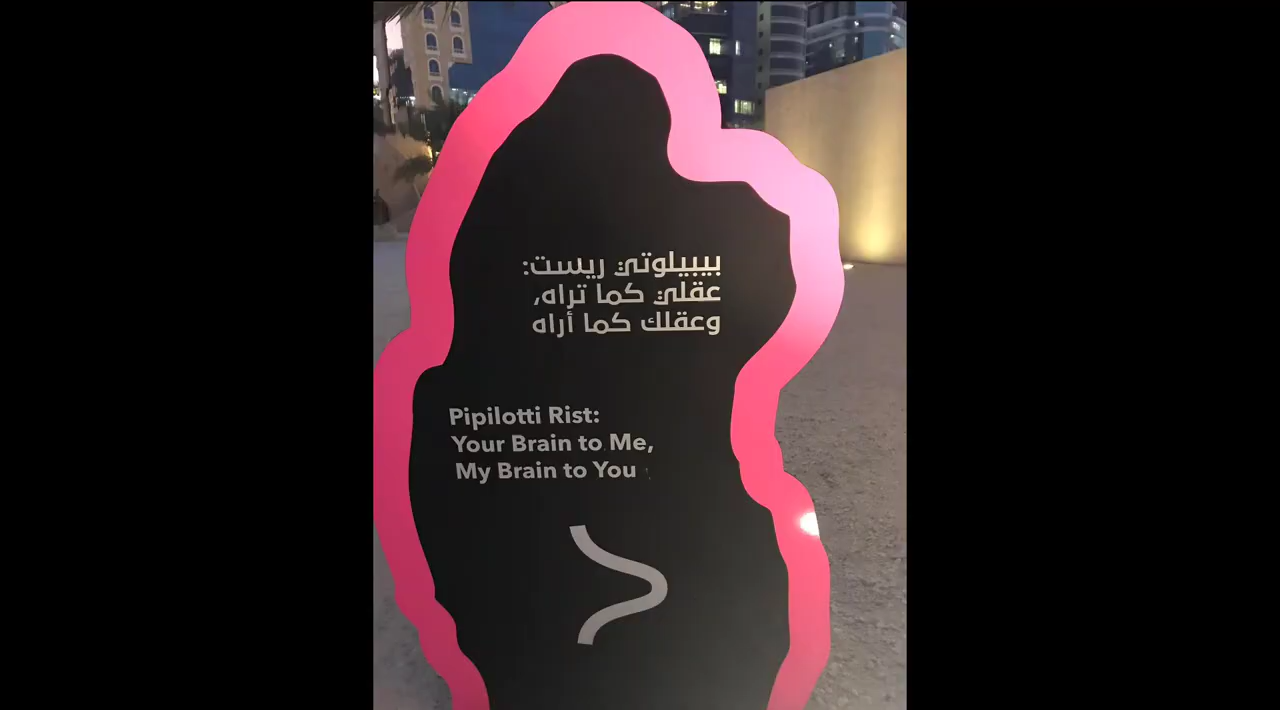 بيبيلوتي ريست:
عقلي كما تراه،
وعقلك كما أراه
Pipilotti Rist:
Your Brain to Me,
My Brain to You